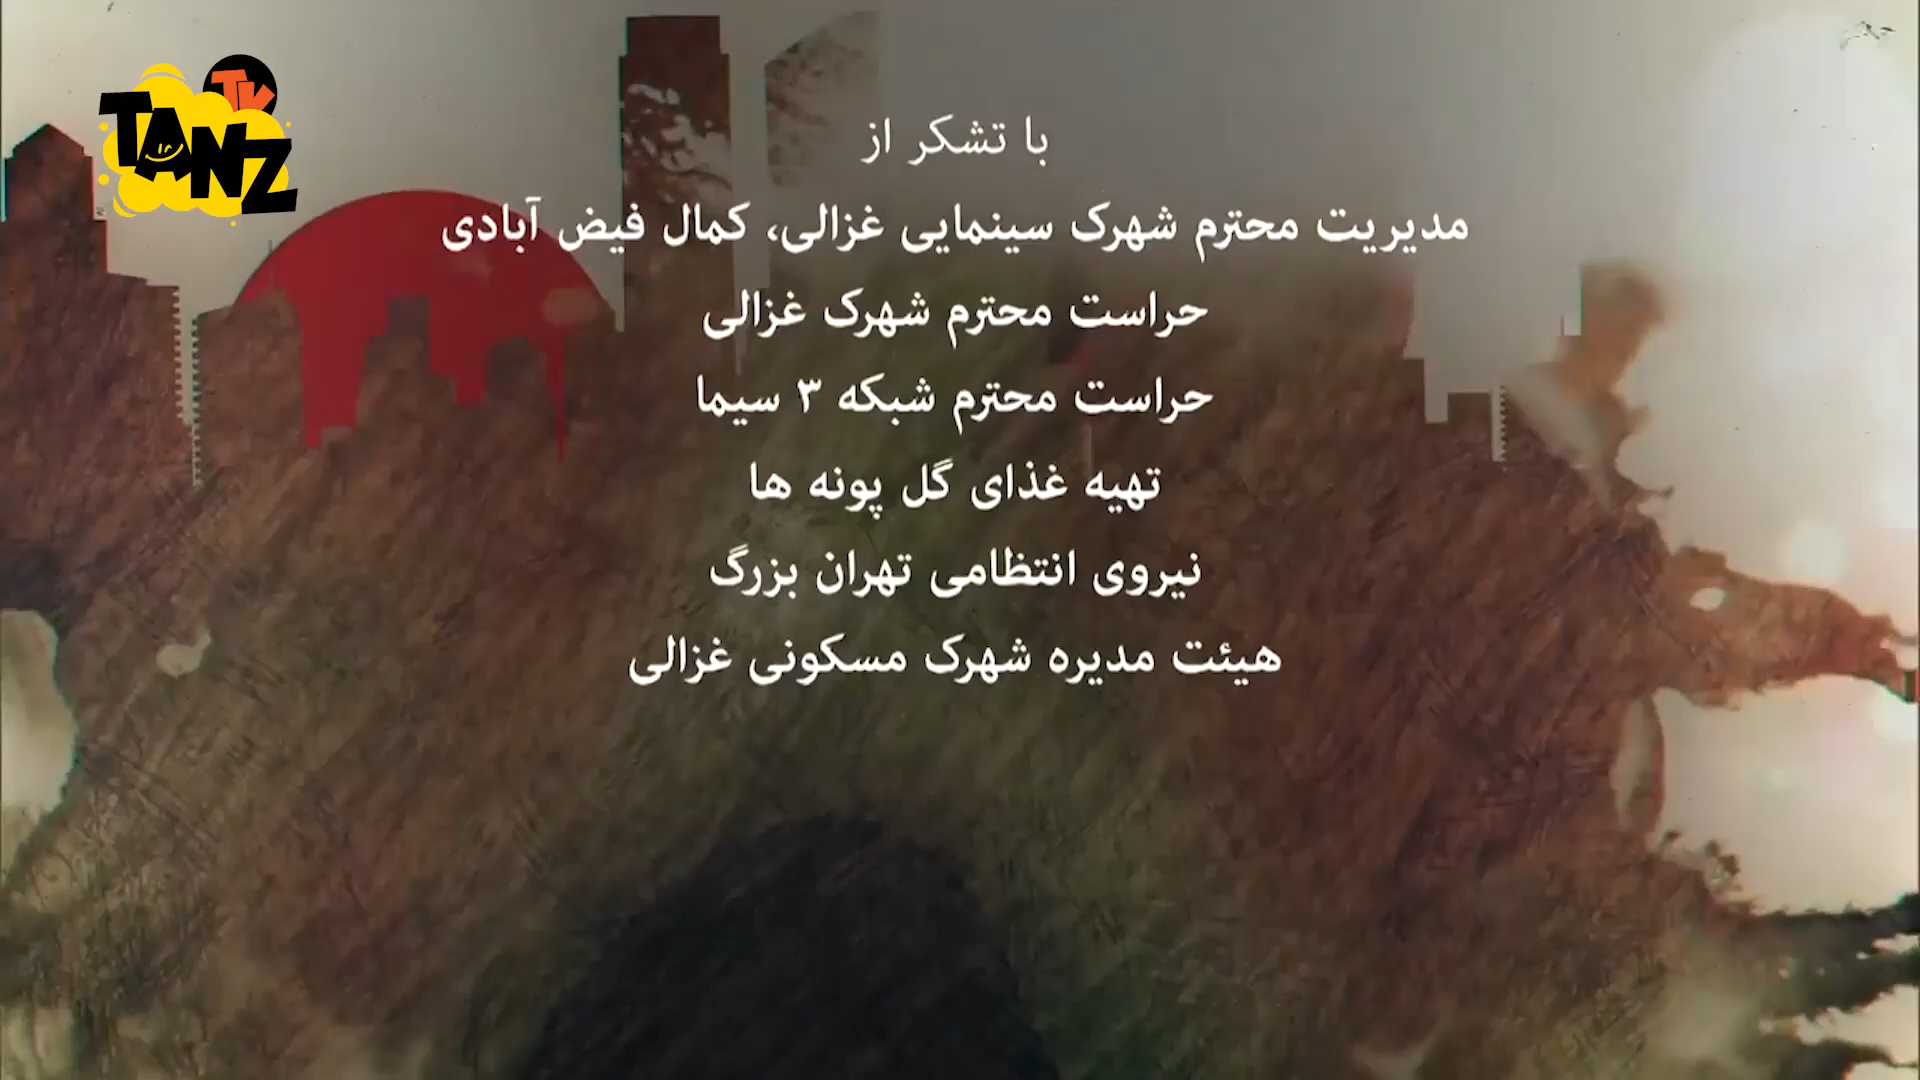 TV
TANZ
با تشکر از
مدیریت محترم شهرک سینمایی غزالی، کمال فیض آبادی
حراست محترم شهرک غزالی
حراست محترم شبکه ۳ سیما
تهیه غذای گل پونه ها
نیروی انتظامی تهران بزرگ
هیئت مدیره شهرک مسکونی غزالی